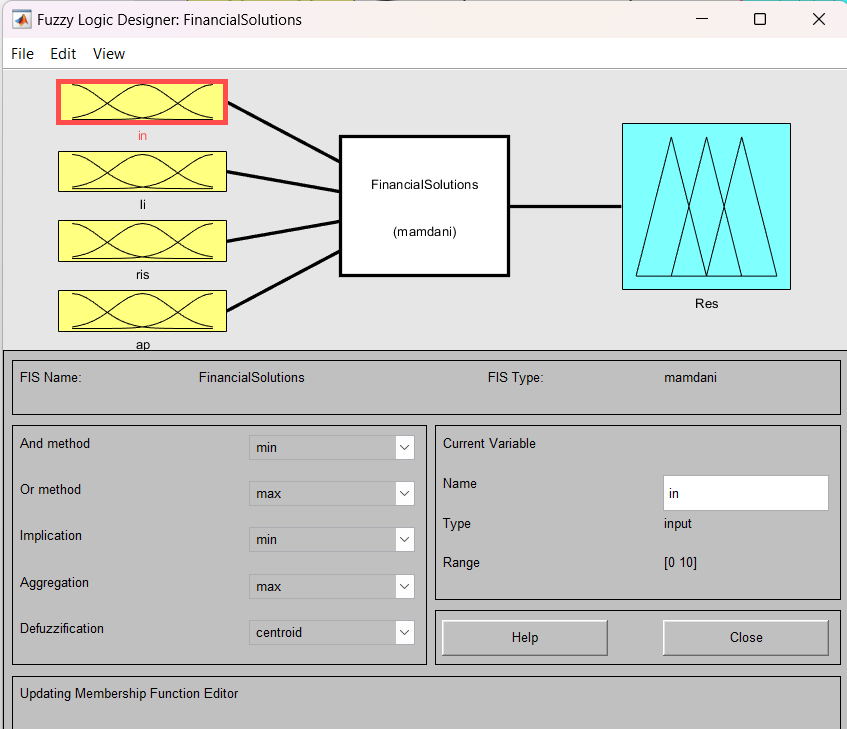 Fuzzy Logic Designer: FinancialSolutions
File Edit View
in
li
ris
ap
FinancialSolutions
(mamdani)
Res
FIS Name: FinancialSolutions FIS Type: mamdani
And method min
Or method max
Implication min
Aggregation max
Defuzzification centroid
Current Variable
Name in
Type input
Range [0 10]
Help Close
Updating Membership Function Editor